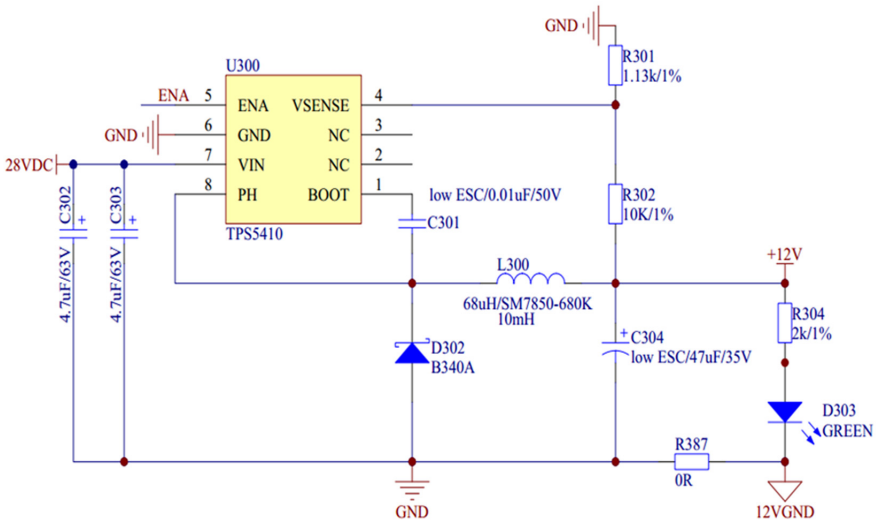 GND
R301
1.13k/1%
U300
ENA 5 ENA VSENSE 4
GND 6 GND NC 3
28VDC 7 VIN NC 2
8 PH BOOT 1
TPS5410
low ESC/0.01uF/50V
C301
R302
10K/1%
C302
+
4.7uF/63V
C303
+
4.7uF/63V
L300
68uH/SM7850-680K
10mH
+12V
R304
2k/1%
D302
B340A
+
C304
low ESC/47uF/35V
D303
GREEN
R387
0R
GND
12VGND